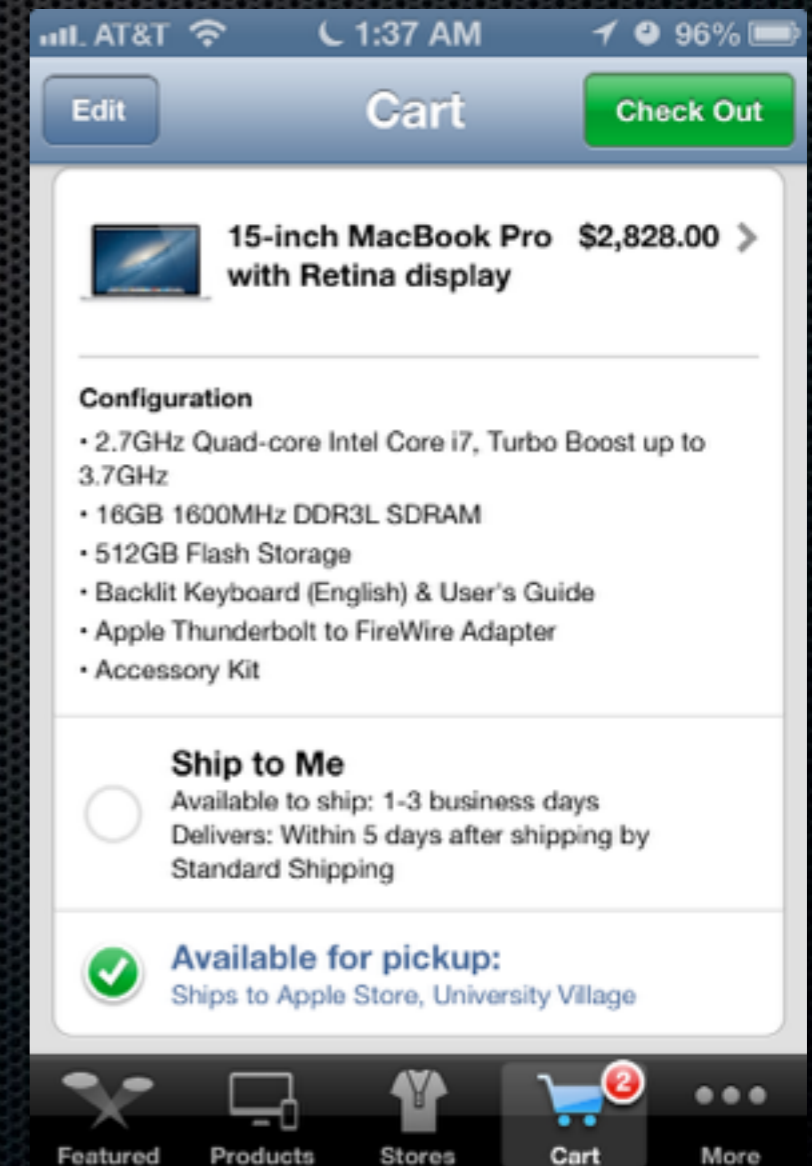 AT&T 1:37 AM 96%
Edit Cart Check Out
15-inch MacBook Pro $2,828.00
with Retina display
Configuration
• 2.7GHz Quad-core Intel Core i7, Turbo Boost up to
3.7GHz
• 16GB 1600MHz DDR3L SDRAM
• 512GB Flash Storage
• Backlit Keyboard (English) & User's Guide
• Apple Thunderbolt to FireWire Adapter
• Accessory Kit
Ship to Me
Available to ship: 1-3 business days
Delivers: Within 5 days after shipping by
Standard Shipping
Available for pickup:
Ships to Apple Store, University Village
2
Featured Products Stores Cart More